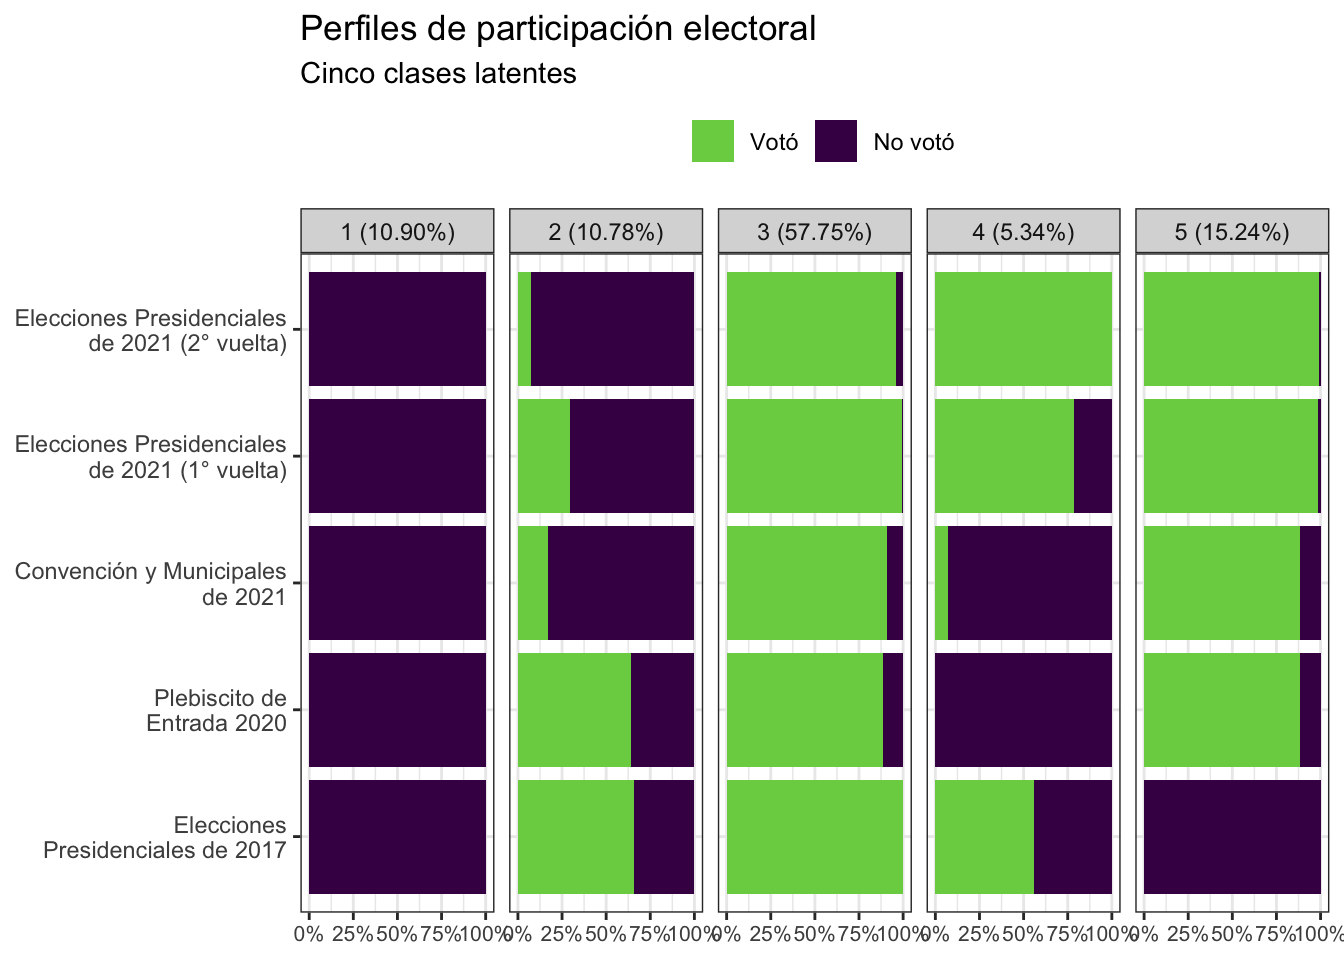 Perfiles de participación electoral
Cinco clases latentes
Votó No votó
1 (10.90%) 2 (10.78%) 3 (57.75%) 4 (5.34%) 5 (15.24%)
Elecciones Presidenciales
de 2021 (2° vuelta)
Elecciones Presidenciales
de 2021 (1° vuelta)
Convención y Municipales
de 2021
Plebiscito de
Entrada 2020
Elecciones
Presidenciales de 2017
0% 25% 50% 75% 100% 0% 25% 50% 75% 100% 0% 25% 50% 75% 100% 0% 25% 50% 75% 100% 0% 25% 50% 75% 100%